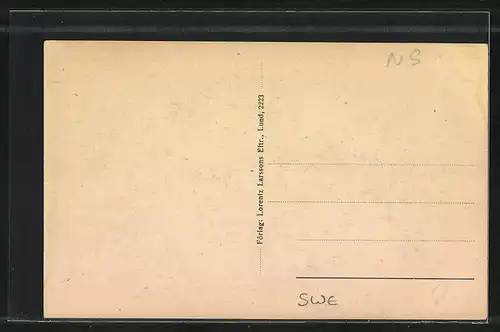 NS
Förlag: Lorentz Larssons Eftr., Lund, 2223
SWE